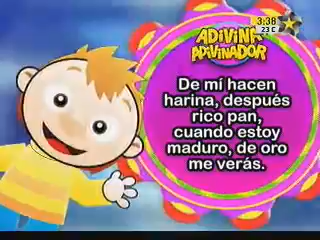 3:38
23 C
ADIVINA
ADIVINADOR
De mí hacen
harina, después
rico pan,
cuando estoy
maduro, de oro
me verás.